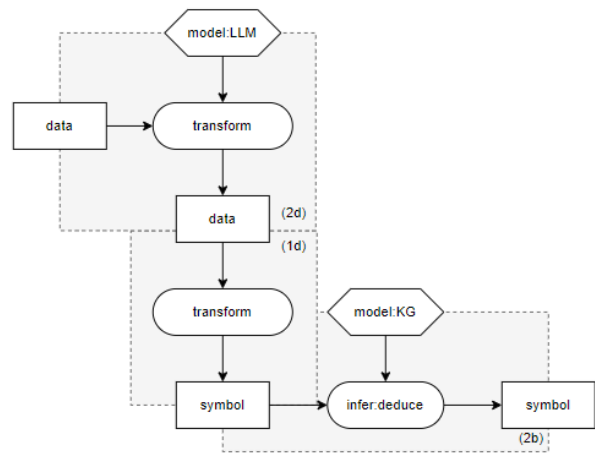 model:LLM
data
transform
data
(2d)
(1d)
transform
model:KG
symbol
infer:deduce
symbol
(2b)